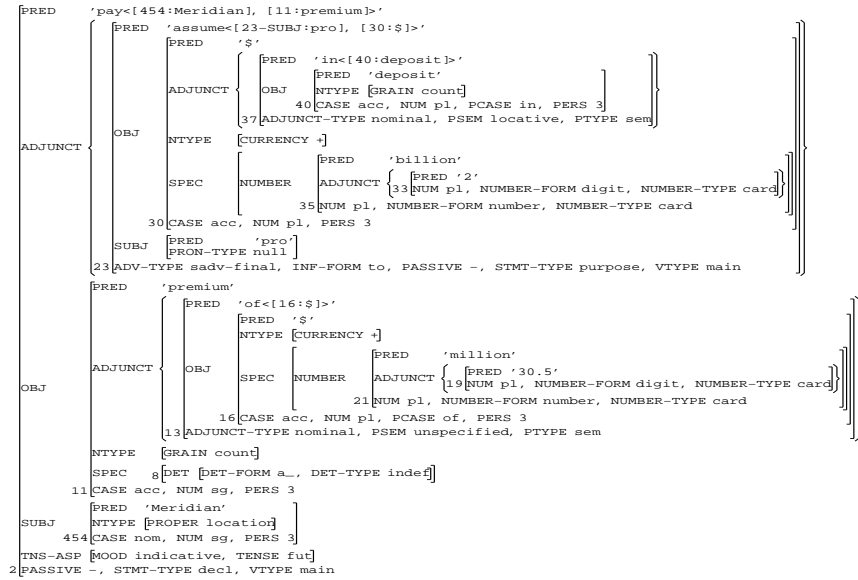 PRED 'pay<[454:Meridian], [11:premium]>'
PRED 'assume<[23-SUBJ:pro], [30:$]>'
PRED '$'
PRED 'in<[40:deposit]>'
PRED 'deposit'
ADJUNCT OBJ NTYPE [GRAIN count]
40 CASE acc, NUM pl, PCASE in, PERS 3
37 ADJUNCT-TYPE nominal, PSEM locative, PTYPE sem
OBJ
NTYPE [CURRENCY +]
ADJUNCT
PRED 'billion'
SPEC NUMBER ADJUNCT PRED '2'
33 NUM pl, NUMBER-FORM digit, NUMBER-TYPE card
35 NUM pl, NUMBER-FORM number, NUMBER-TYPE card
30 CASE acc, NUM pl, PERS 3
SUBJ PRED 'pro'
PRON-TYPE null
23 ADV-TYPE sadv-final, INF-FORM to, PASSIVE -, STMT-TYPE purpose, VTYPE main
PRED 'premium'
PRED 'of<[16:$]>'
PRED '$'
NTYPE [CURRENCY +]
PRED 'million'
ADJUNCT OBJ
SPEC NUMBER ADJUNCT PRED '30.5'
19 NUM pl, NUMBER-FORM digit, NUMBER-TYPE card
OBJ
21 NUM pl, NUMBER-FORM number, NUMBER-TYPE card
16 CASE acc, NUM pl, PCASE of, PERS 3
13 ADJUNCT-TYPE nominal, PSEM unspecified, PTYPE sem
NTYPE [GRAIN count]
SPEC 8 DET [DET-FORM a_, DET-TYPE indef]
11 CASE acc, NUM sg, PERS 3
PRED 'Meridian'
SUBJ NTYPE [PROPER location]
454 CASE nom, NUM sg, PERS 3
TNS-ASP [MOOD indicative, TENSE fut]
2 PASSIVE -, STMT-TYPE decl, VTYPE main